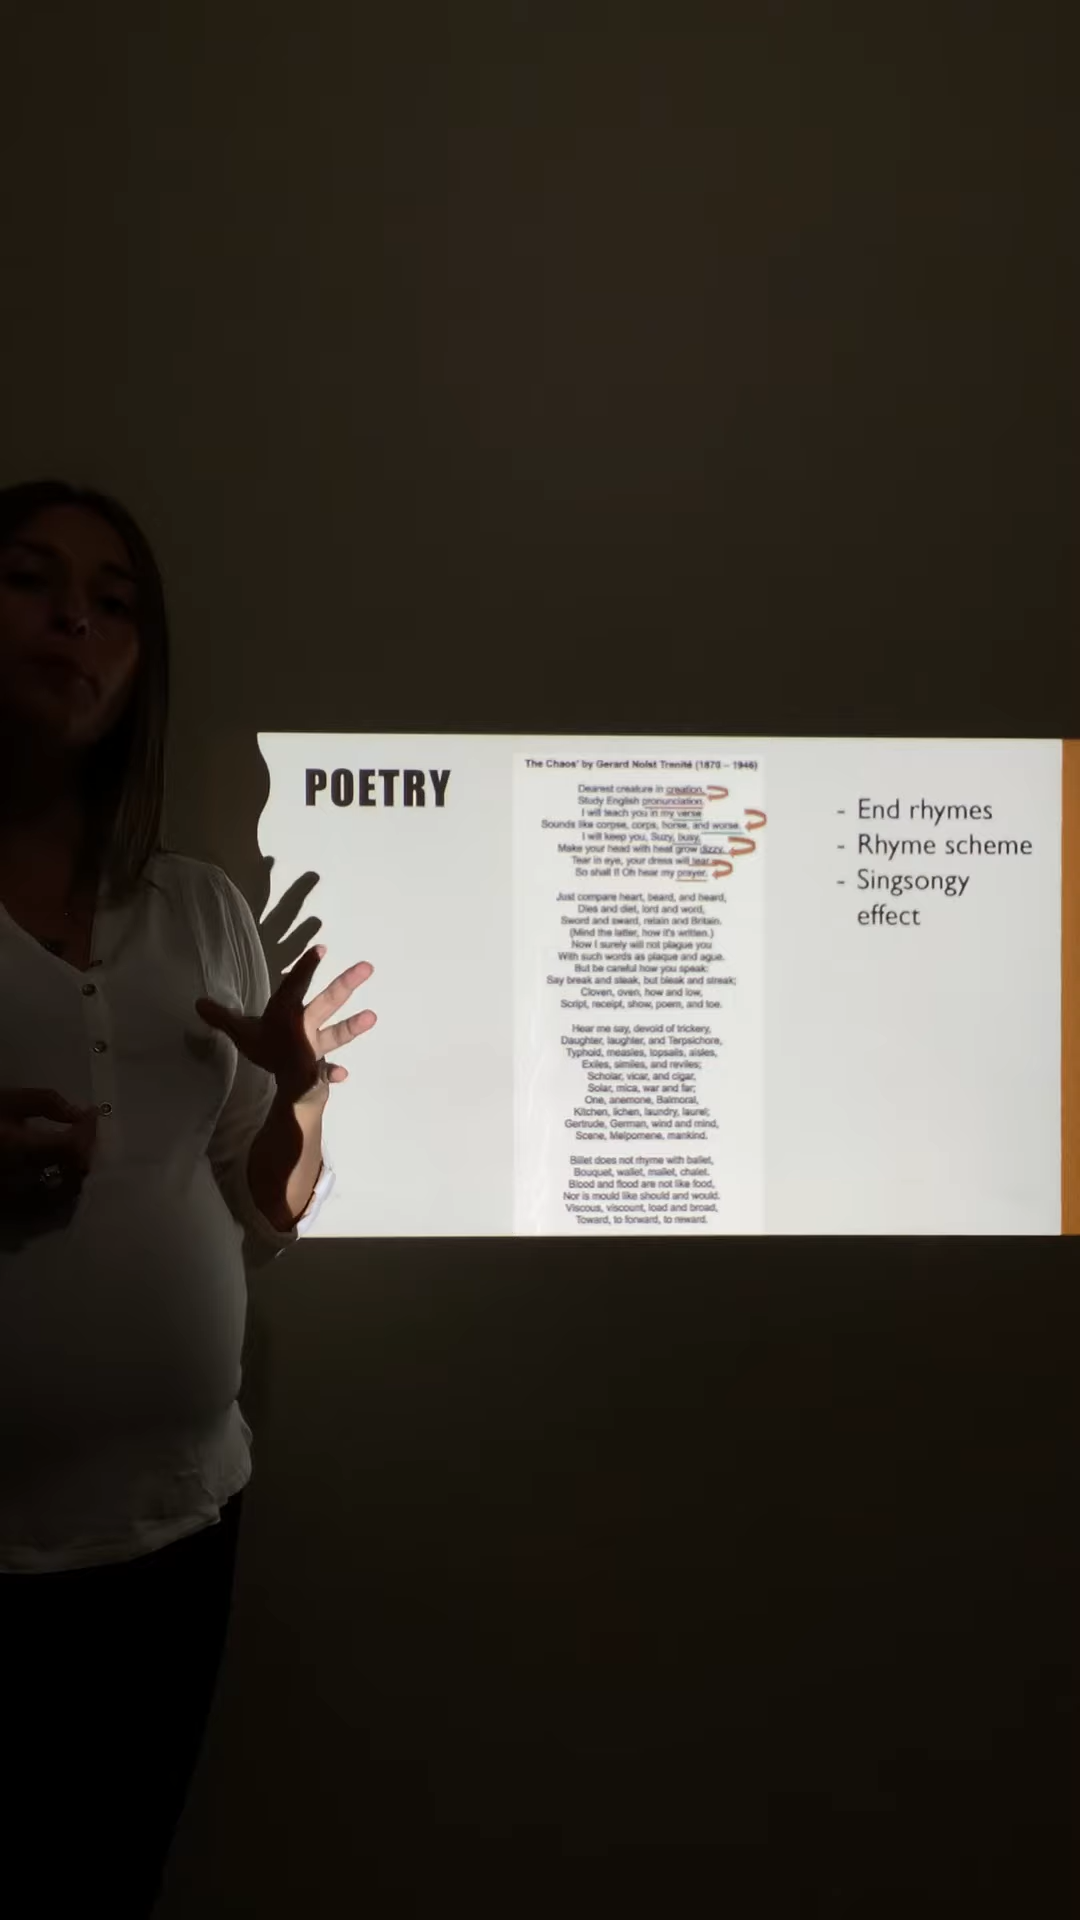 POETRY
The Chaos' by Gerard Nolst Trenité (1870 – 1946)
Dearest creature in creation,
Study English pronunciation.
I will teach you in my verse
Sounds like corpse, corps, horse, and worse.
I will keep you, Suzy, busy,
Make your head with heat grow dizzy.
Tear in eye, your dress will tear.
So shall I! Oh hear my prayer.
Just compare heart, beard, and heard,
Dies and diet, lord and word,
Sword and sward, retain and Britain.
(Mind the latter, how it's written.)
Now I surely will not plague you
With such words as plaque and ague.
But be careful how you speak:
Say break and steak, but bleak and streak;
Cloven, oven, how and low,
Script, receipt, show, poem, and toe.
Hear me say, devoid of trickery,
Daughter, laughter, and Terpsichore,
Typhoid, measles, topsails, aisles,
Exiles, similes, and reviles;
Scholar, vicar, and cigar,
Solar, mica, war and far;
One, anemone, Balmoral,
Kitchen, lichen, laundry, laurel;
Gertrude, German, wind and mind,
Scene, Melpomene, mankind.
Billet does not rhyme with ballet,
Bouquet, wallet, mallet, chalet.
Blood and flood are not like food,
Nor is mould like should and would.
Viscous, viscount, load and broad,
Toward, to forward, to reward.
- End rhymes
- Rhyme scheme
- Singsongy
effect